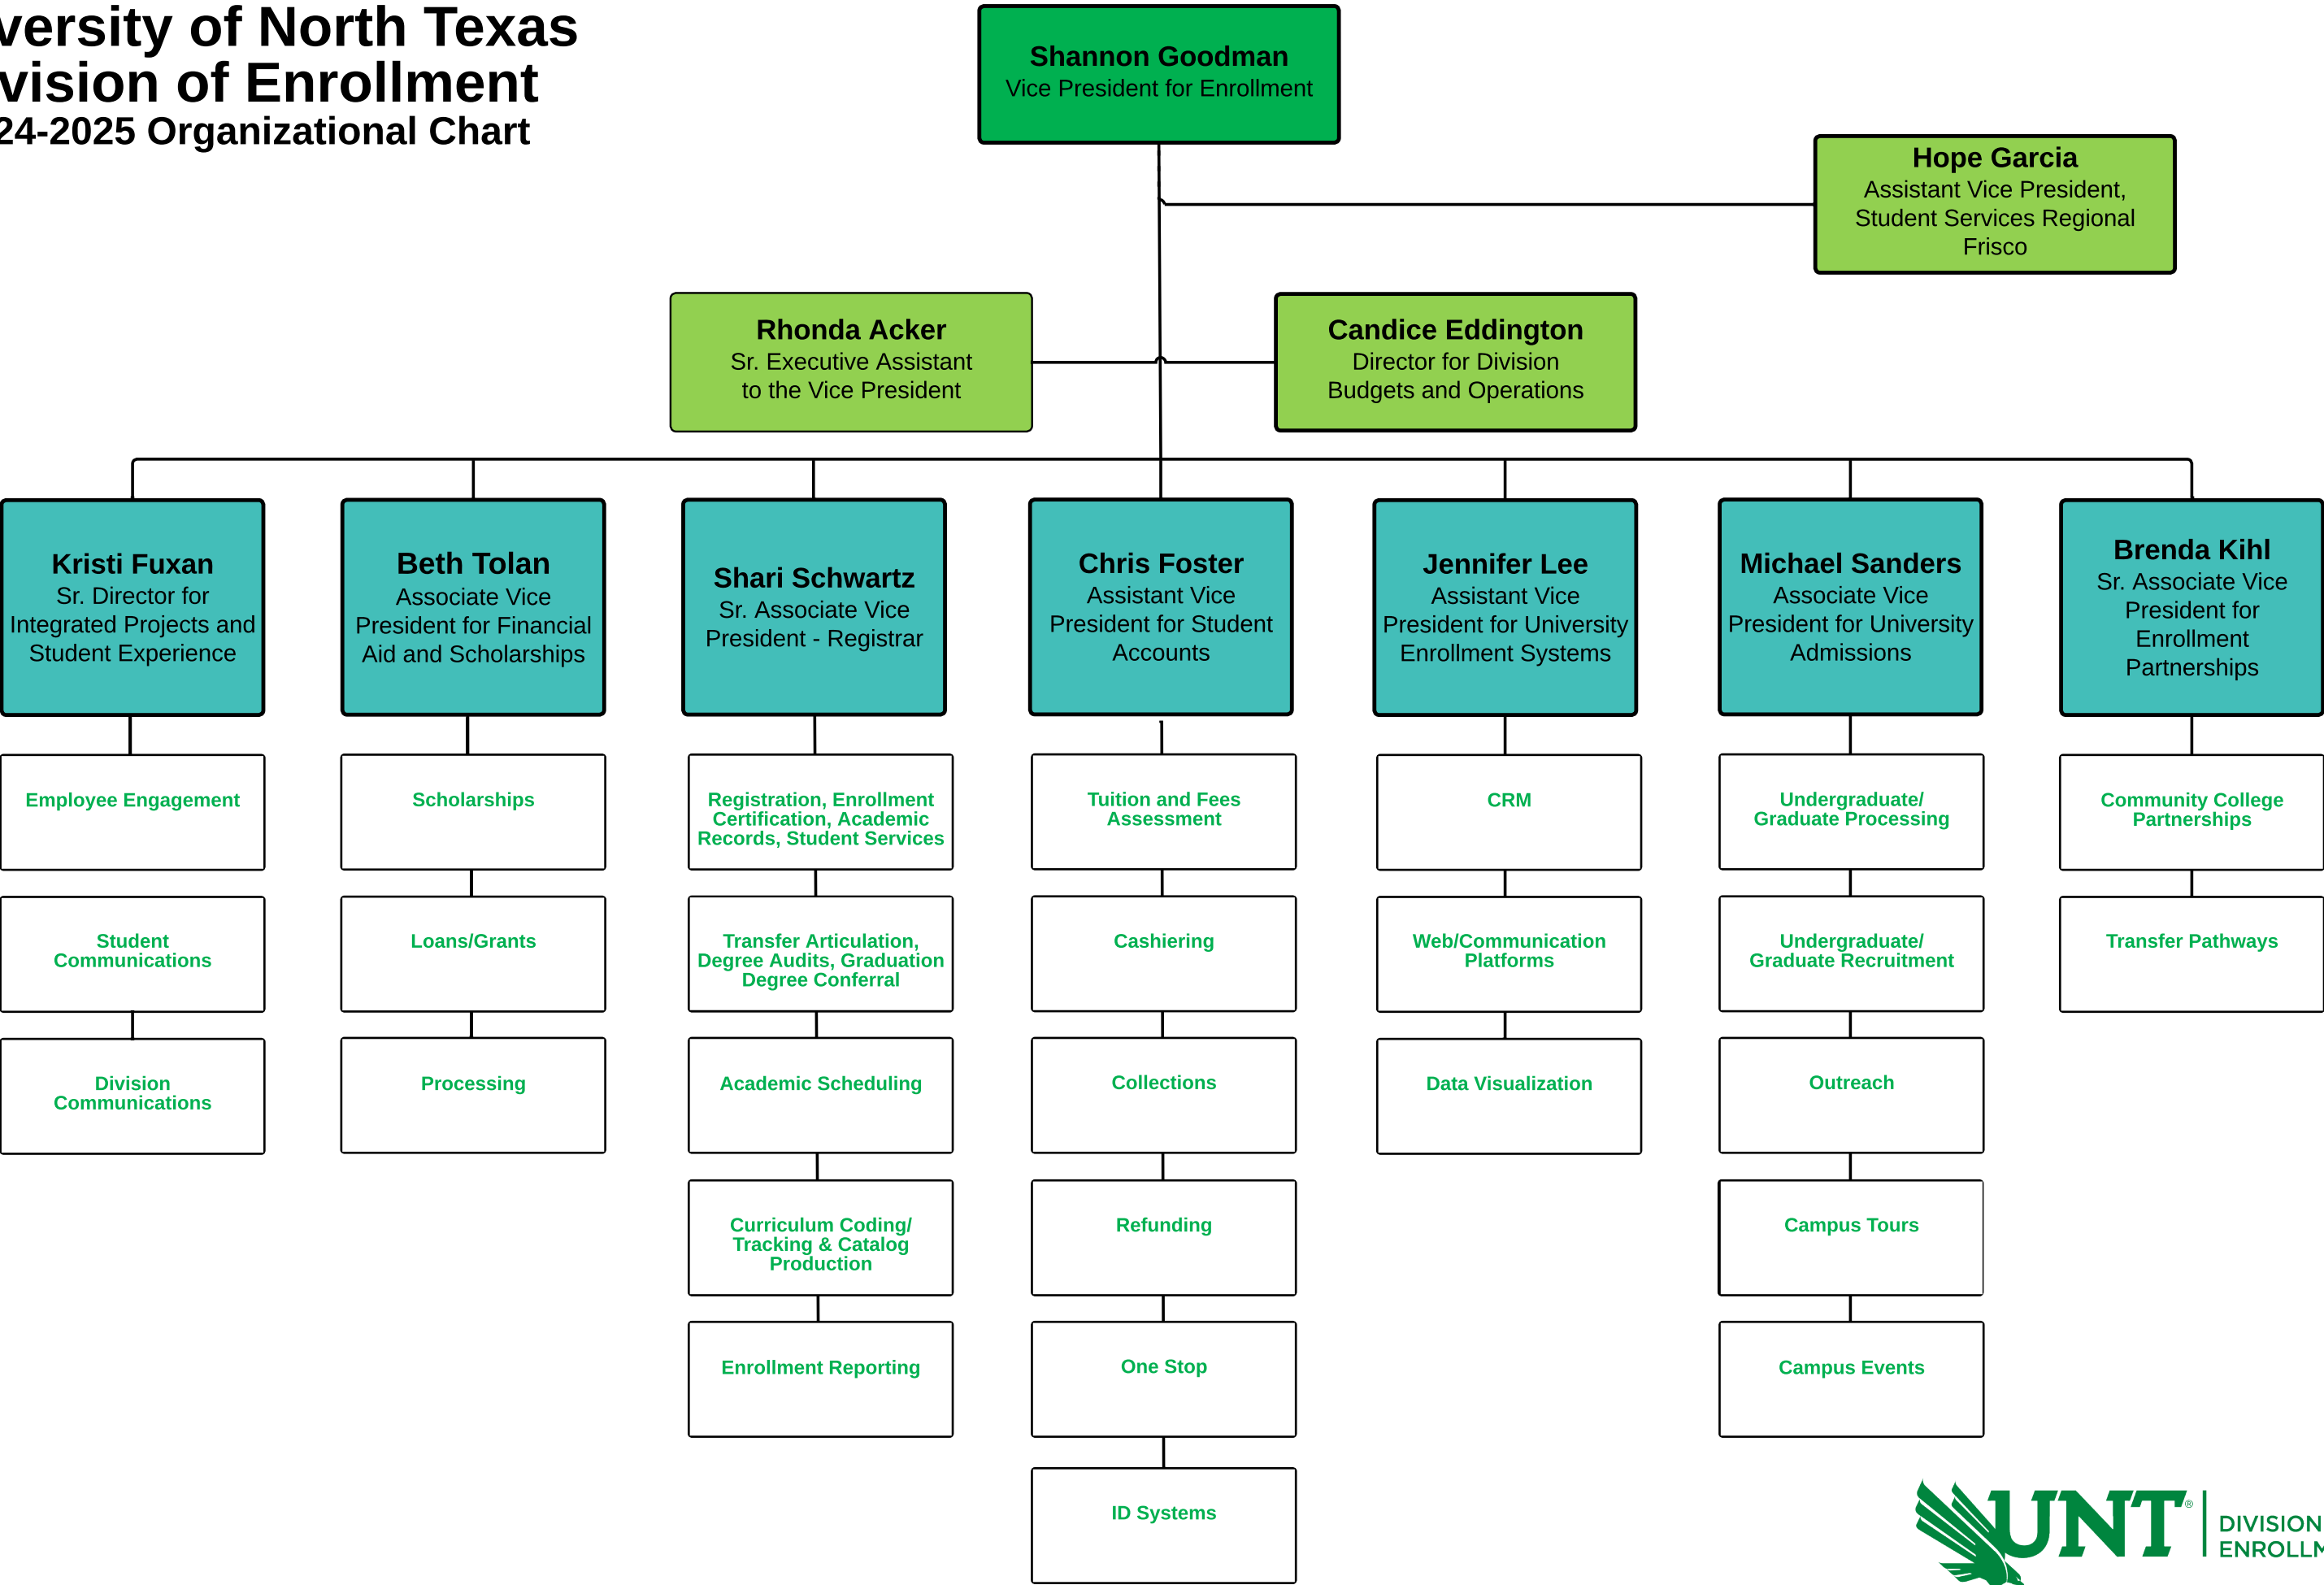 versity of North Texas
vision of Enrollment
24-2025 Organizational Chart
Shannon Goodman
Vice President for Enrollment
Hope Garcia
Assistant Vice President,
Student Services Regional
Frisco
Rhonda Acker
Sr. Executive Assistant
to the Vice President
Candice Eddington
Director for Division
Budgets and Operations
Kristi Fuxan
Sr. Director for
Integrated Projects and
Student Experience
Beth Tolan
Associate Vice
President for Financial
Aid and Scholarships
Shari Schwartz
Sr. Associate Vice
President - Registrar
Chris Foster
Assistant Vice
President for Student
Accounts
Jennifer Lee
Assistant Vice
President for University
Enrollment Systems
Michael Sanders
Associate Vice
President for University
Admissions
Brenda Kihl
Sr. Associate Vice
President for
Enrollment
Partnerships
Employee Engagement
Student
Communications
Division
Communications
Scholarships
Loans/Grants
Processing
Registration, Enrollment
Certification, Academic
Records, Student Services
Transfer Articulation,
Degree Audits, Graduation
Degree Conferral
Academic Scheduling
Curriculum Coding/
Tracking & Catalog
Production
Enrollment Reporting
Tuition and Fees
Assessment
Cashiering
Collections
Refunding
One Stop
ID Systems
CRM
Web/Communication
Platforms
Data Visualization
Undergraduate/
Graduate Processing
Undergraduate/
Graduate Recruitment
Outreach
Campus Tours
Campus Events
Community College
Partnerships
Transfer Pathways
UNT®
DIVISION
ENROLLM